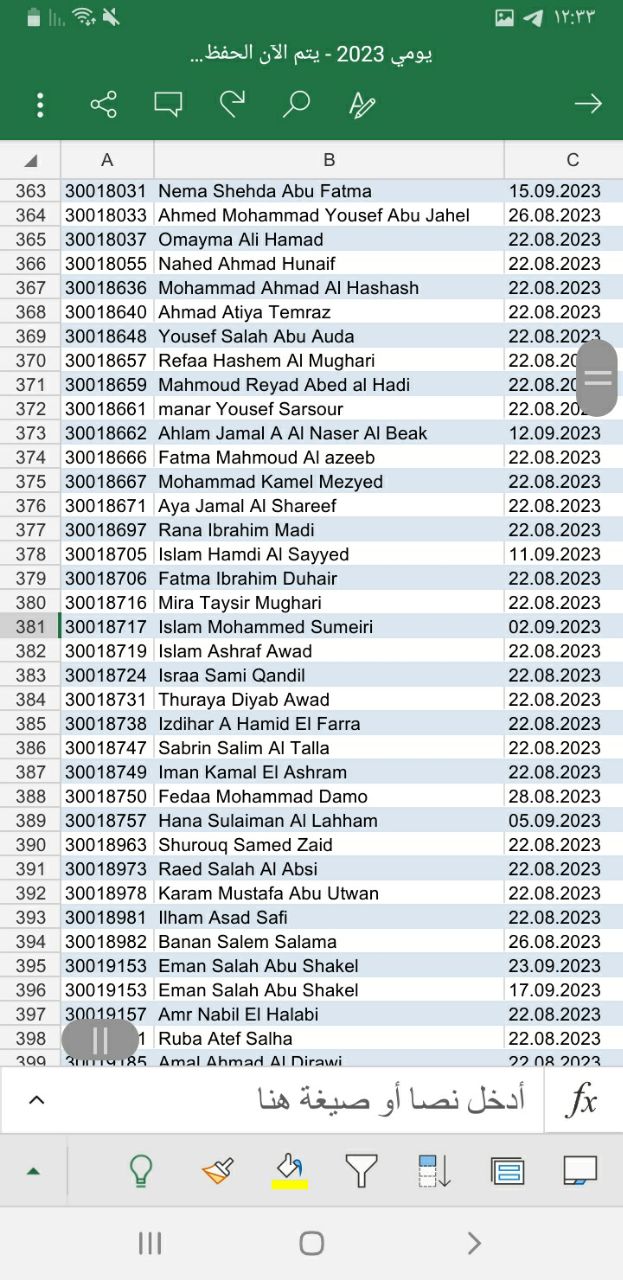 ١٢:٣٣
يومي 2023 - يتم الآن الحفظ...
A B C
363 30018031 Nema Shehda Abu Fatma 15.09.2023
364 30018033 Ahmed Mohammad Yousef Abu Jahel 26.08.2023
365 30018037 Omayma Ali Hamad 22.08.2023
366 30018055 Nahed Ahmad Hunaif 22.08.2023
367 30018636 Mohammad Ahmad Al Hashash 22.08.2023
368 30018640 Ahmad Atiya Temraz 22.08.2023
369 30018648 Yousef Salah Abu Auda 22.08.2023
370 30018657 Refaa Hashem Al Mughari 22.08.20
371 30018659 Mahmoud Reyad Abed al Hadi 22.08.20
372 30018661 manar Yousef Sarsour 22.08.202
373 30018662 Ahlam Jamal A Al Naser Al Beak 12.09.2023
374 30018666 Fatma Mahmoud Al azeeb 22.08.2023
375 30018667 Mohammad Kamel Mezyed 22.08.2023
376 30018671 Aya Jamal Al Shareef 22.08.2023
377 30018697 Rana Ibrahim Madi 22.08.2023
378 30018705 Islam Hamdi Al Sayyed 11.09.2023
379 30018706 Fatma Ibrahim Duhair 22.08.2023
380 30018716 Mira Taysir Mughari 22.08.2023
381 30018717 Islam Mohammed Sumeiri 02.09.2023
382 30018719 Islam Ashraf Awad 22.08.2023
383 30018724 Israa Sami Qandil 22.08.2023
384 30018731 Thuraya Diyab Awad 22.08.2023
385 30018738 Izdihar A Hamid El Farra 22.08.2023
386 30018747 Sabrin Salim Al Talla 22.08.2023
387 30018749 Iman Kamal El Ashram 22.08.2023
388 30018750 Fedaa Mohammad Damo 28.08.2023
389 30018757 Hana Sulaiman Al Lahham 05.09.2023
390 30018963 Shurouq Samed Zaid 22.08.2023
391 30018973 Raed Salah Al Absi 22.08.2023
392 30018978 Karam Mustafa Abu Utwan 22.08.2023
393 30018981 Ilham Asad Safi 22.08.2023
394 30018982 Banan Salem Salama 26.08.2023
395 30019153 Eman Salah Abu Shakel 23.09.2023
396 30019153 Eman Salah Abu Shakel 17.09.2023
397 30019157 Amr Nabil El Halabi 22.08.2023
398 1 Ruba Atef Salha 22.08.2023
399 30019185 Amal Ahmad Al Dirawi 22.08.2023
أدخل نصا أو صيغة هنا fx